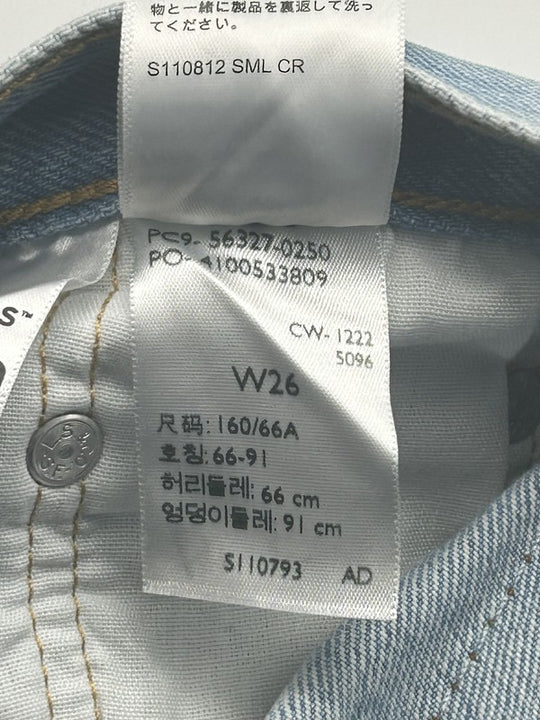 物と一緒に製品を裏返して洗っ
てください。
S110812 SML CR
PC9- 56327-0250
PO- 4100533809
CW- 1222
5096
W26
尺码: 160/66A
호칭: 66-91
허리둘레: 66 cm
엉덩이둘레: 91 cm
S110793 AD
S™